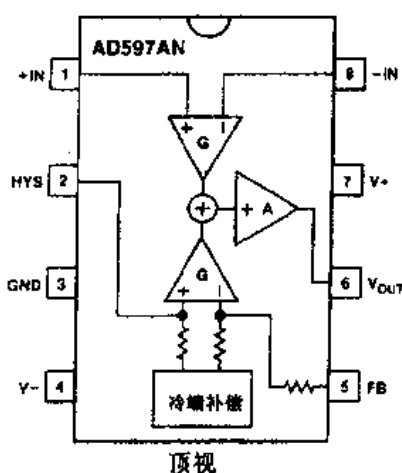 AD597AN
+IN 1
8 -IN
+ -
G
HYS 2
7 V+
+
+ A
G
GND 3
6 VOUT
+ -
V- 4
5 FB
冷端补偿
顶视